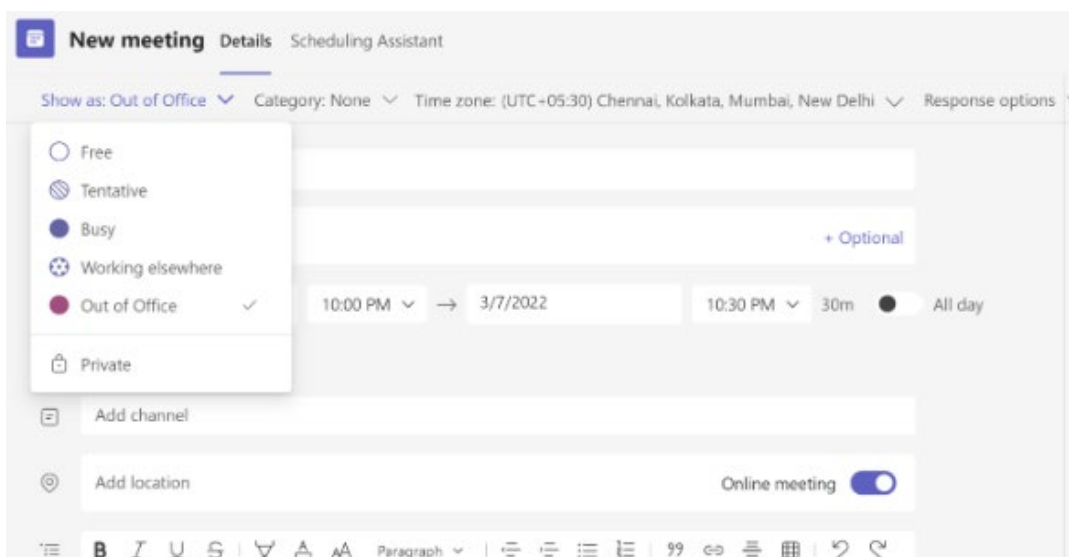 New meeting Details Scheduling Assistant
Show as: Out of Office Category: None Time zone: (UTC+05:30) Chennai, Kolkata, Mumbai, New Delhi Response options
Free
Tentative
Busy
+ Optional
Working elsewhere
Out of Office 10:00 PM → 3/7/2022 10:30 PM 30m All day
Private
Add channel
Add location Online meeting
B I U S A AA Paragraph 99